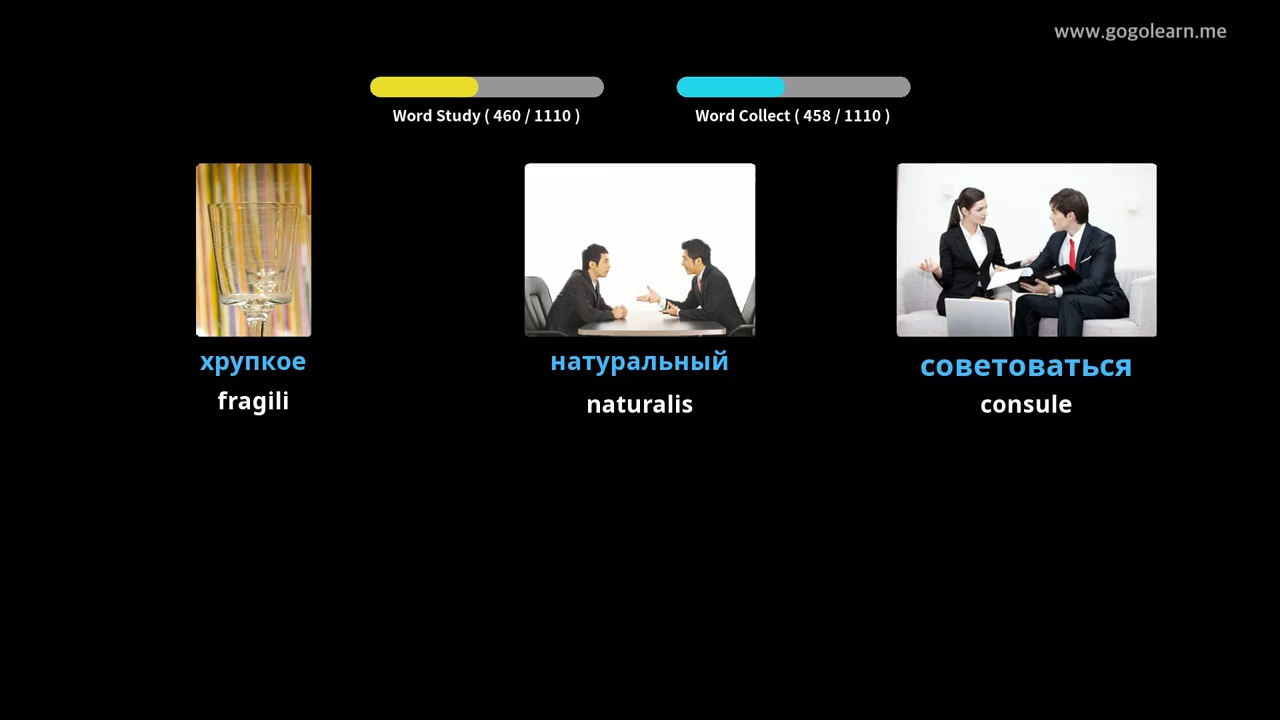 www.gogolearn.me
Word Study ( 460 / 1110 )
Word Collect ( 458 / 1110 )
хрупкое
fragili
натуральный
naturalis
советоваться
consule